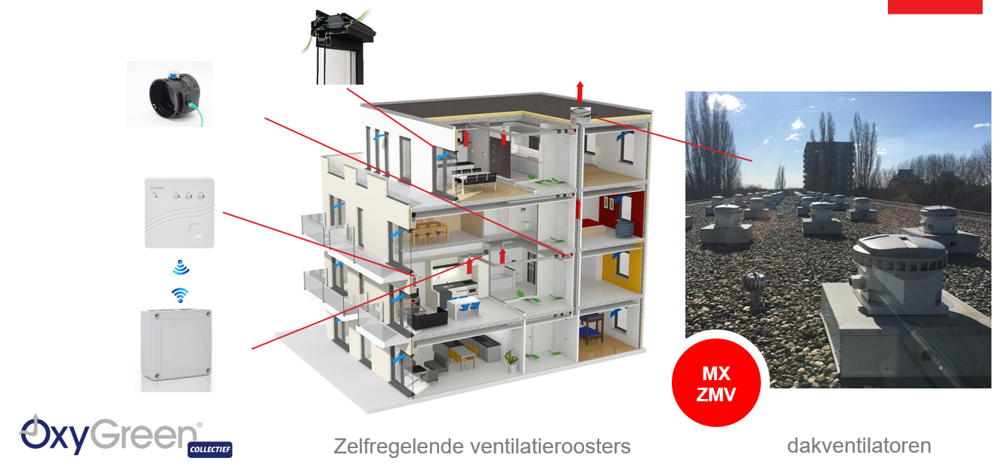 MX
ZMV
OxyGreen®
COLLECTIEF
Zelfregelende ventilatieroosters
dakventilatoren